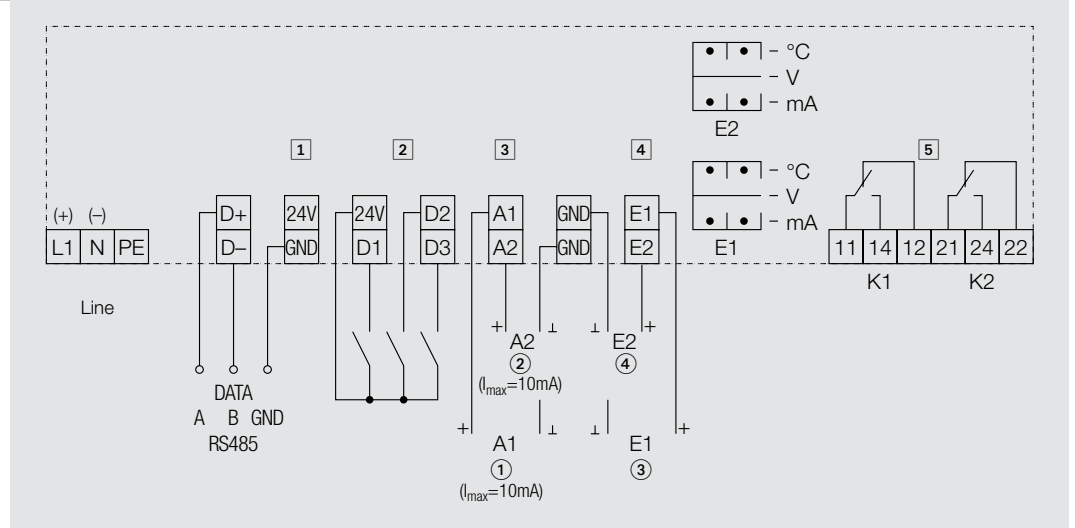 °C
V
mA
E2
1 2 3 4 5
°C
V
mA
E1
(+) (–)
L1 N PE
D+ 24V 24V D2 A1 GND E1
D– GND D1 D3 A2 GND E2
11 14 12 21 24 22
K1 K2
Line
+ A2 ⊥ ⊥ E2 +
2 4
(Imax=10mA)
DATA
A B GND
RS485
+ A1 ⊥ ⊥ E1 +
1 3
(Imax=10mA)